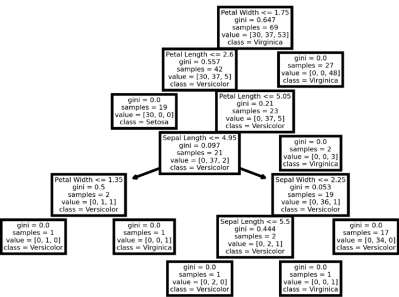 Petal Width <= 1.75
gini = 0.647
samples = 69
value = [30, 37, 53]
class = Virginica
Petal Length <= 2.6
gini = 0.557
samples = 42
value = [30, 37, 5]
class = Versicolor
gini = 0.0
samples = 27
value = [0, 0, 48]
class = Virginica
gini = 0.0
samples = 19
value = [30, 0, 0]
class = Setosa
Petal Length <= 5.05
gini = 0.21
samples = 23
value = [0, 37, 5]
class = Versicolor
Sepal Length <= 4.95
gini = 0.097
samples = 21
value = [0, 37, 2]
class = Versicolor
gini = 0.0
samples = 2
value = [0, 0, 3]
class = Virginica
Petal Width <= 1.35
gini = 0.5
samples = 2
value = [0, 1, 1]
class = Versicolor
Sepal Width <= 2.25
gini = 0.053
samples = 19
value = [0, 36, 1]
class = Versicolor
gini = 0.0
samples = 1
value = [0, 1, 0]
class = Versicolor
gini = 0.0
samples = 1
value = [0, 0, 1]
class = Virginica
Sepal Length <= 5.5
gini = 0.444
samples = 2
value = [0, 2, 1]
class = Versicolor
gini = 0.0
samples = 17
value = [0, 34, 0]
class = Versicolor
gini = 0.0
samples = 1
value = [0, 2, 0]
class = Versicolor
gini = 0.0
samples = 1
value = [0, 0, 1]
class = Virginica